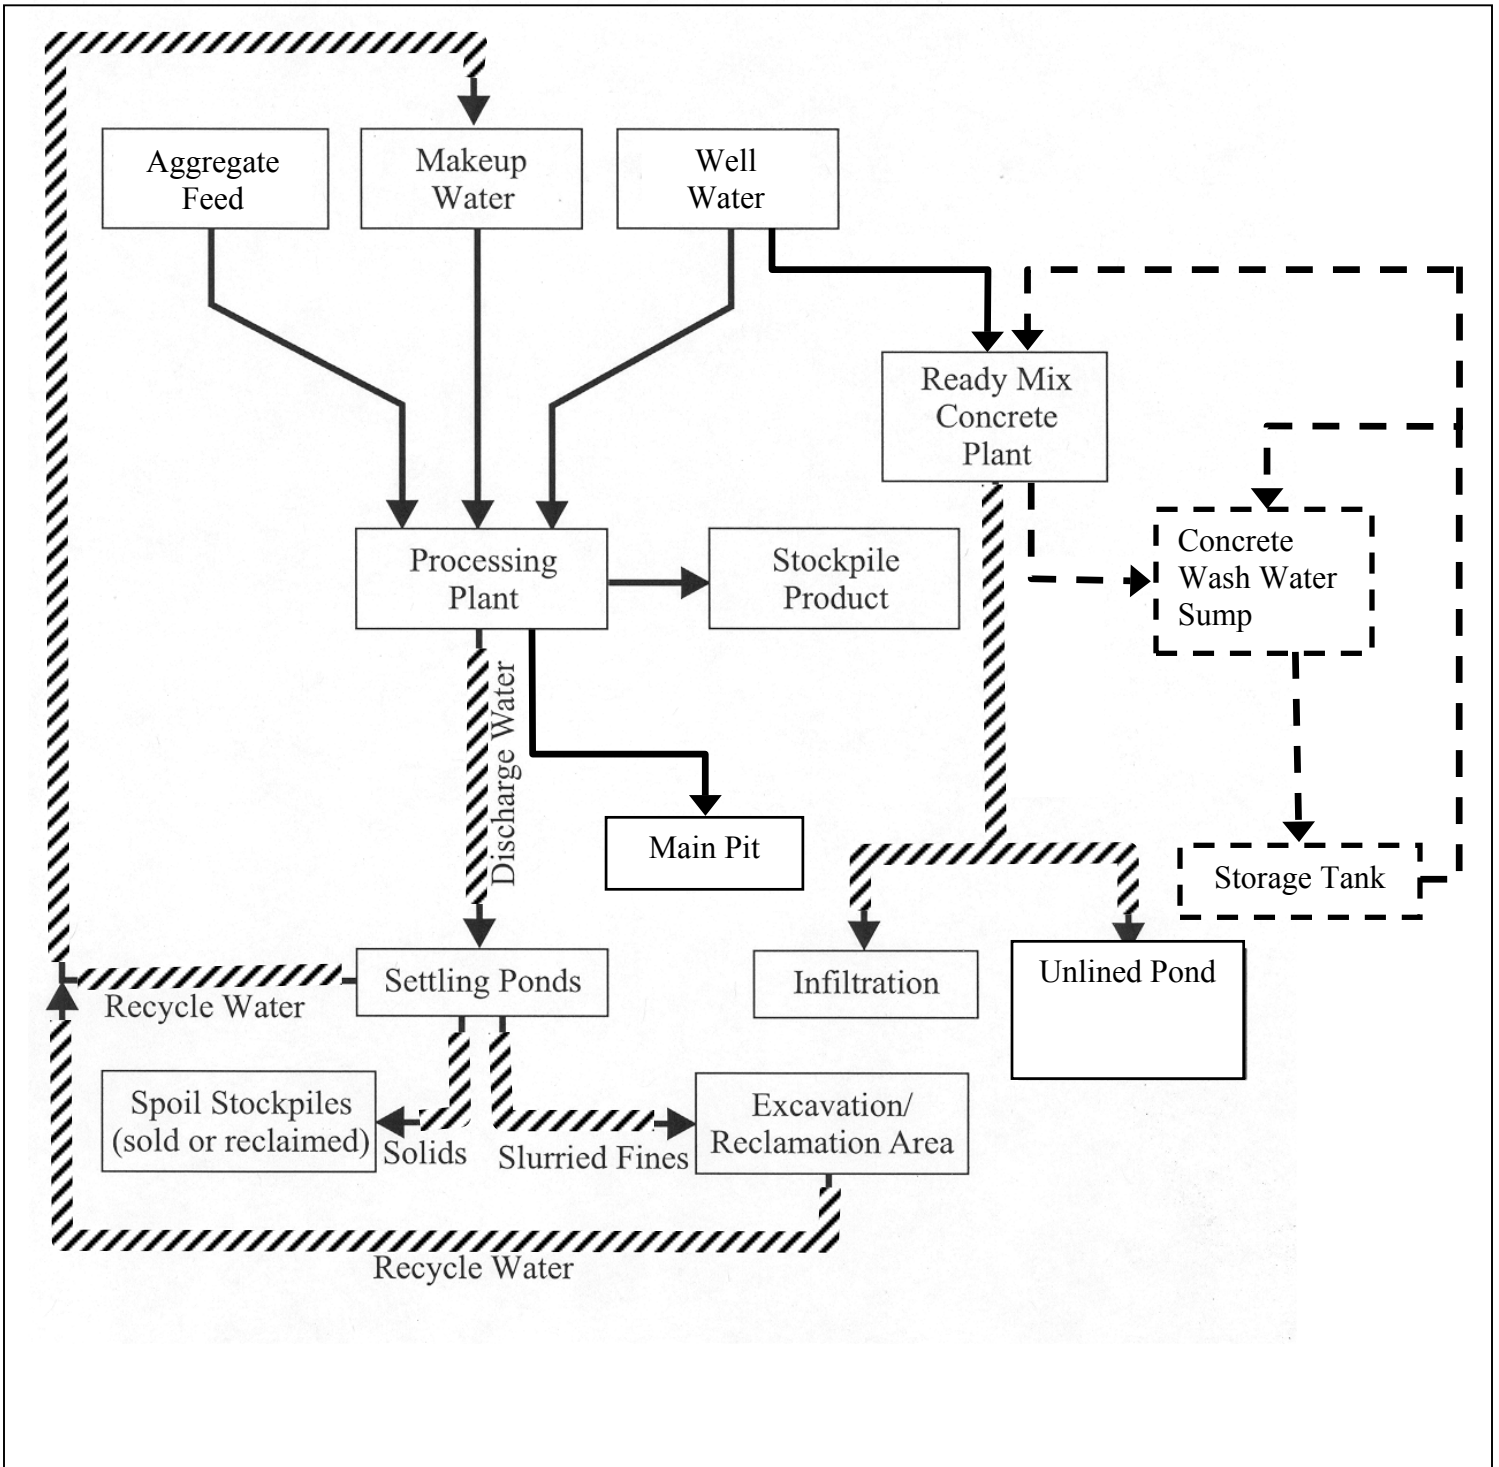 Aggregate
Feed
Makeup
Water
Well
Water
Ready Mix
Concrete
Plant
Processing
Plant
Stockpile
Product
Concrete
Wash Water
Sump
Discharge Water
Main Pit
Storage Tank
Settling Ponds
Infiltration
Unlined Pond
Recycle Water
Spoil Stockpiles
(sold or reclaimed)
Solids
Slurried Fines
Excavation/
Reclamation Area
Recycle Water